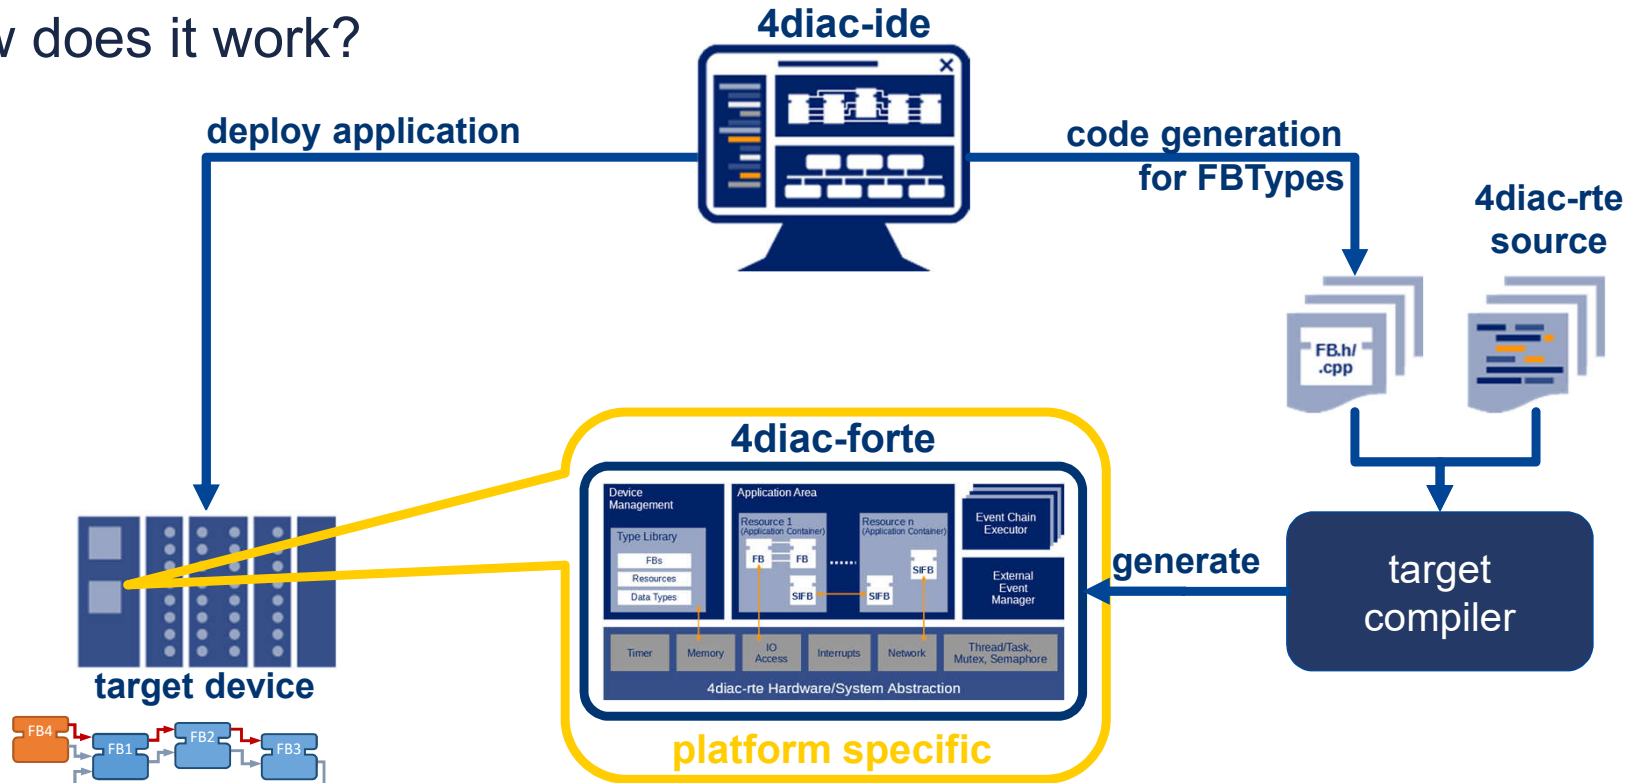 does it work?
4diac-ide
deploy application
code generation
for FBTypes
4diac-rte
source
FB.h/
.cpp
4diac-forte
Device
Management
Type Library
FBs
Resources
Data Types
Application Area
Resource 1
(Application Container)
FB
FB
SIFB
Resource n
(Application Container)
SIFB
SIFB
Event Chain
Executor
External
Event
Manager
Timer
Memory
IO
Access
Interrupts
Network
Thread/Task,
Mutex, Semaphore
4diac-rte Hardware/System Abstraction
platform specific
generate
target
compiler
target device
FB4
FB1
FB2
FB3